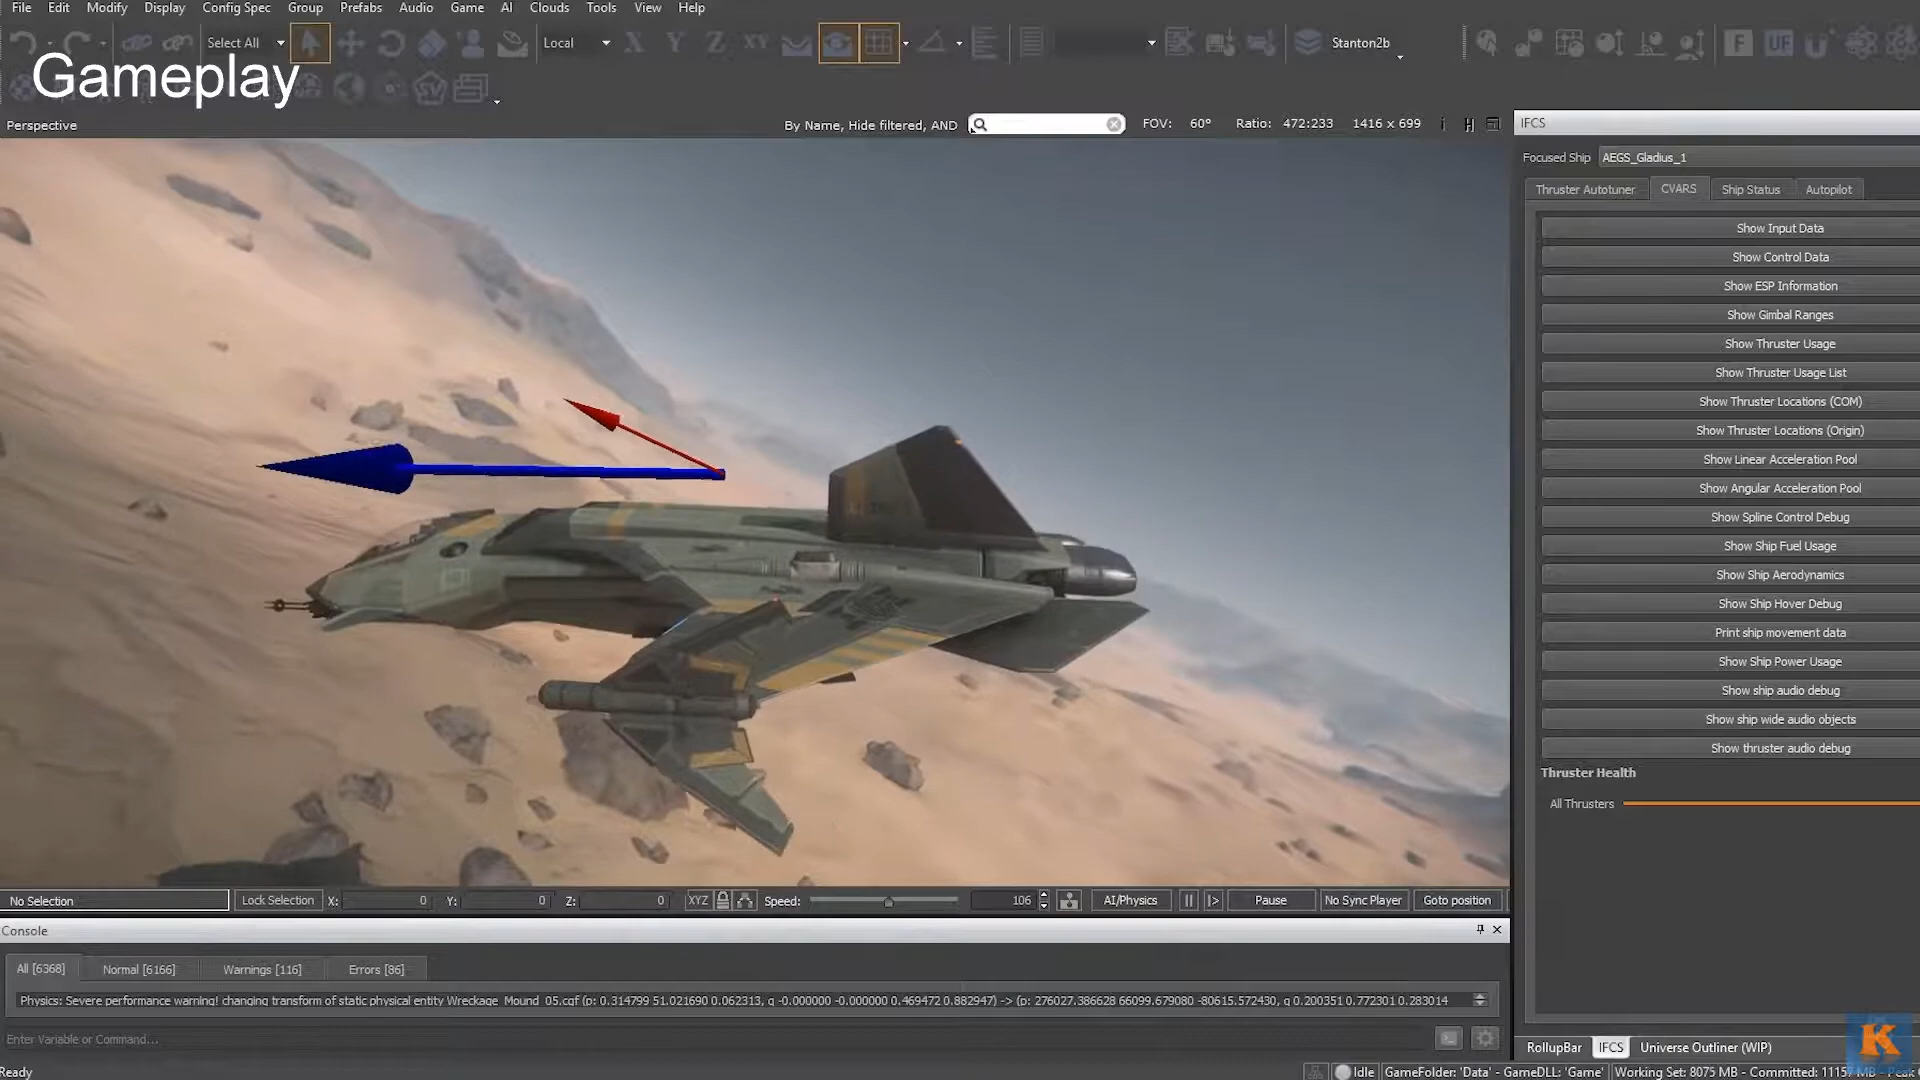 File Edit Modify Display Config Spec Group Prefabs Audio Game AI Clouds Tools View Help
Select All Local X Y Z XY Stanton2b F UF U
Gameplay
Perspective By Name, Hide filtered, AND FOV: 60° Ratio: 472:233 1416 x 699
IFCS
Focused Ship AEGS_Gladius_1
Thruster Autotuner CVARS Ship Status Autopilot
Show Input Data
Show Control Data
Show ESP Information
Show Gimbal Ranges
Show Thruster Usage
Show Thruster Usage List
Show Thruster Locations (COM)
Show Thruster Locations (Origin)
Show Linear Acceleration Pool
Show Angular Acceleration Pool
Show Spline Control Debug
Show Ship Fuel Usage
Show Ship Aerodynamics
Show Ship Hover Debug
Print ship movement data
Show Ship Power Usage
Show ship audio debug
Show ship wide audio objects
Show thruster audio debug
Thruster Health
All Thrusters
No Selection Lock Selection X: 0 Y: 0 Z: 0 XYZ Speed: 106 AI/Physics Pause No Sync Player Goto position
Console
All [6368] Normal [6166] Warnings [116] Errors [86]
Physics: Severe performance warning! changing transform of static physical entity Wreckage_Mound_05.cgf (p: 0.314799 51.021690 0.062313, q -0.000000 -0.000000 0.469472 0.882947) -> (p: 276027.386628 66099.679080 -80615.572430, q 0.200351 0.772301 0.283014
Enter Variable or Command...
RollupBar IFCS Universe Outliner (WIP)
K
Ready Idle GameFolder: 'Data' - GameDLL: 'Game' Working Set: 8075 MB - Committed: 11157 MB - Peak